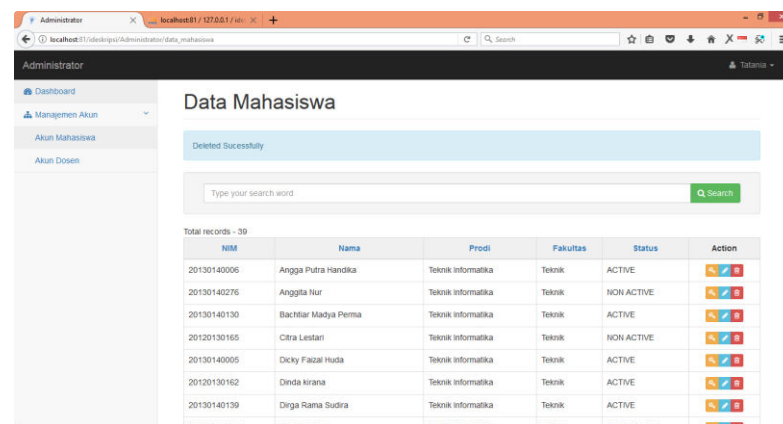 Administrator
localhost:81 / 127.0.0.1 /
localhost:81/ideskripsi/Administrator/data_mahasiswa
Search
Administrator
Tatania
Dashboard
Manajemen Akun
Akun Mahasiswa
Akun Dosen
Data Mahasiswa
Deleted Sucessfully
Type your search word
Search
Total records - 39
NIM Nama Prodi Fakultas Status Action
20130140006 Angga Putra Handika Teknik Informatika Teknik ACTIVE
20130140276 Anggita Nur Teknik Informatika Teknik NON ACTIVE
20130140130 Bachtiar Madya Perma Teknik Informatika Teknik ACTIVE
20120130165 Citra Lestari Teknik Informatika Teknik NON ACTIVE
20130140005 Dicky Faizal Huda Teknik Informatika Teknik ACTIVE
20120130162 Dinda kirana Teknik Informatika Teknik ACTIVE
20130140139 Dirga Rama Sudira Teknik Informatika Teknik ACTIVE